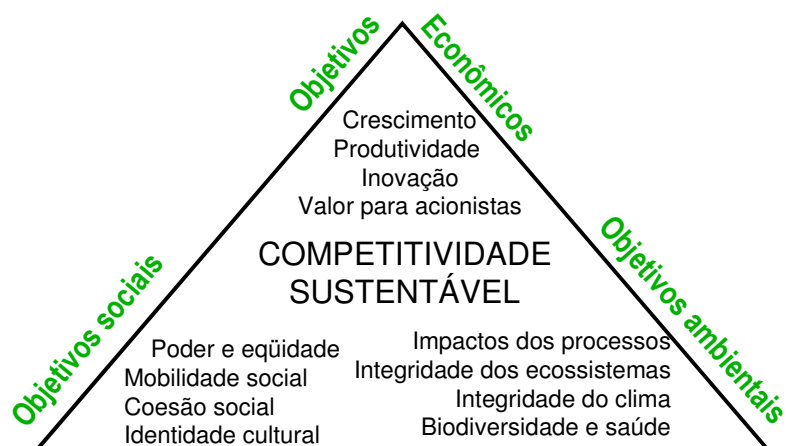 Objetivos
Econômicos
Crescimento
Produtividade
Inovação
Valor para acionistas
COMPETITIVIDADE
SUSTENTÁVEL
Objetivos sociais
Objetivos ambientais
Poder e eqüidade
Mobilidade social
Coesão social
Identidade cultural
Impactos dos processos
Integridade dos ecossistemas
Integridade do clima
Biodiversidade e saúde